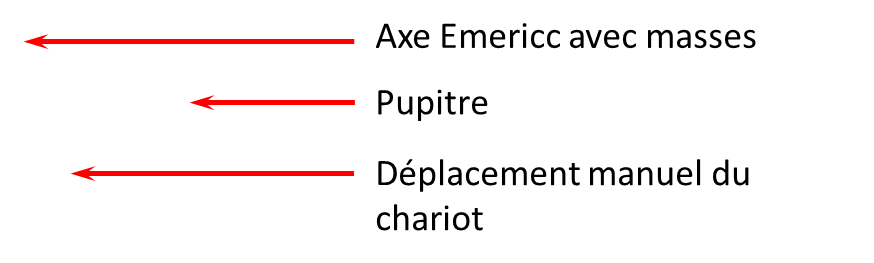 Axe Emericc avec masses
Pupitre
Déplacement manuel du
chariot